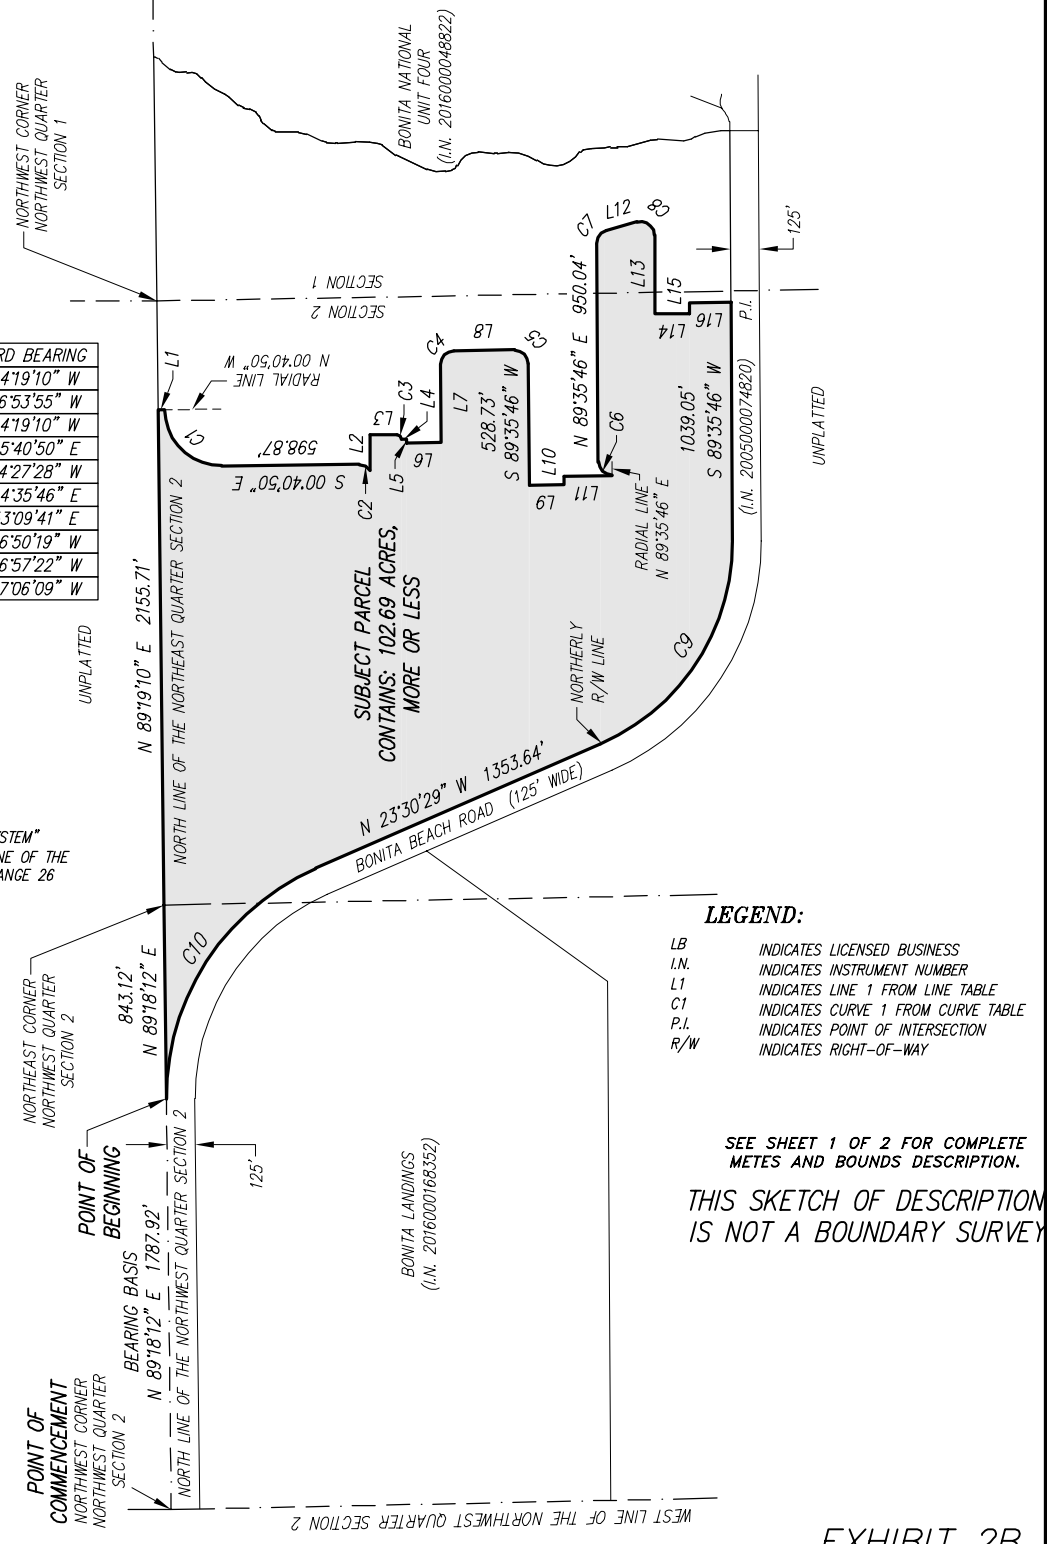 NORTHWEST CORNER
NORTHWEST QUARTER
SECTION 1
BONITA NATIONAL
UNIT FOUR
(I.N. 2016000048822)
125'
SECTION 1
SECTION 2
RD BEARING
4°19'10" W
6°53'55" W
4°19'10" W
5°40'50" E
4°27'28" W
4°35'46" E
3°09'41" E
6°50'19" W
6°57'22" W
7°06'09" W
L1
N 00°40'50" W
RADIAL LINE
C1
598.87'
S 00°40'50" E
C2
L2
L3
C3
L4
L5
L6
C4
L7
L8
C5
528.73'
S 89°35'46" W
L9
L10
L11
N 89°35'46" E 950.04'
C6
C7
L12
C8
L13
L14
L15
L16
RADIAL LINE
N 89°35'46" E
1039.05'
S 89°35'46" W
P.I.
(I.N. 2005000074820)
UNPLATTED
UNPLATTED
N 89°19'10" E 2155.71'
NORTH LINE OF THE NORTHEAST QUARTER SECTION 2
SUBJECT PARCEL
CONTAINS: 102.69 ACRES,
MORE OR LESS
NORTHERLY
R/W LINE
C9
N 23°30'29" W 1353.64'
BONITA BEACH ROAD (125' WIDE)
YSTEM"
NE OF THE
ANGE 26
C10
843.12'
N 89°18'12" E
NORTHEAST CORNER
NORTHWEST QUARTER
SECTION 2
POINT OF
BEGINNING
125'
BEARING BASIS
N 89°18'12" E 1787.92'
NORTH LINE OF THE NORTHWEST QUARTER SECTION 2
POINT OF
COMMENCEMENT
NORTHWEST CORNER
NORTHWEST QUARTER
SECTION 2
BONITA LANDINGS
(I.N. 2016000168352)
WEST LINE OF THE NORTHWEST QUARTER SECTION 2
LEGEND:
LB INDICATES LICENSED BUSINESS
I.N. INDICATES INSTRUMENT NUMBER
L1 INDICATES LINE 1 FROM LINE TABLE
C1 INDICATES CURVE 1 FROM CURVE TABLE
P.I. INDICATES POINT OF INTERSECTION
R/W INDICATES RIGHT-OF-WAY
SEE SHEET 1 OF 2 FOR COMPLETE
METES AND BOUNDS DESCRIPTION.
THIS SKETCH OF DESCRIPTION
IS NOT A BOUNDARY SURVEY
EXHIBIT 2B